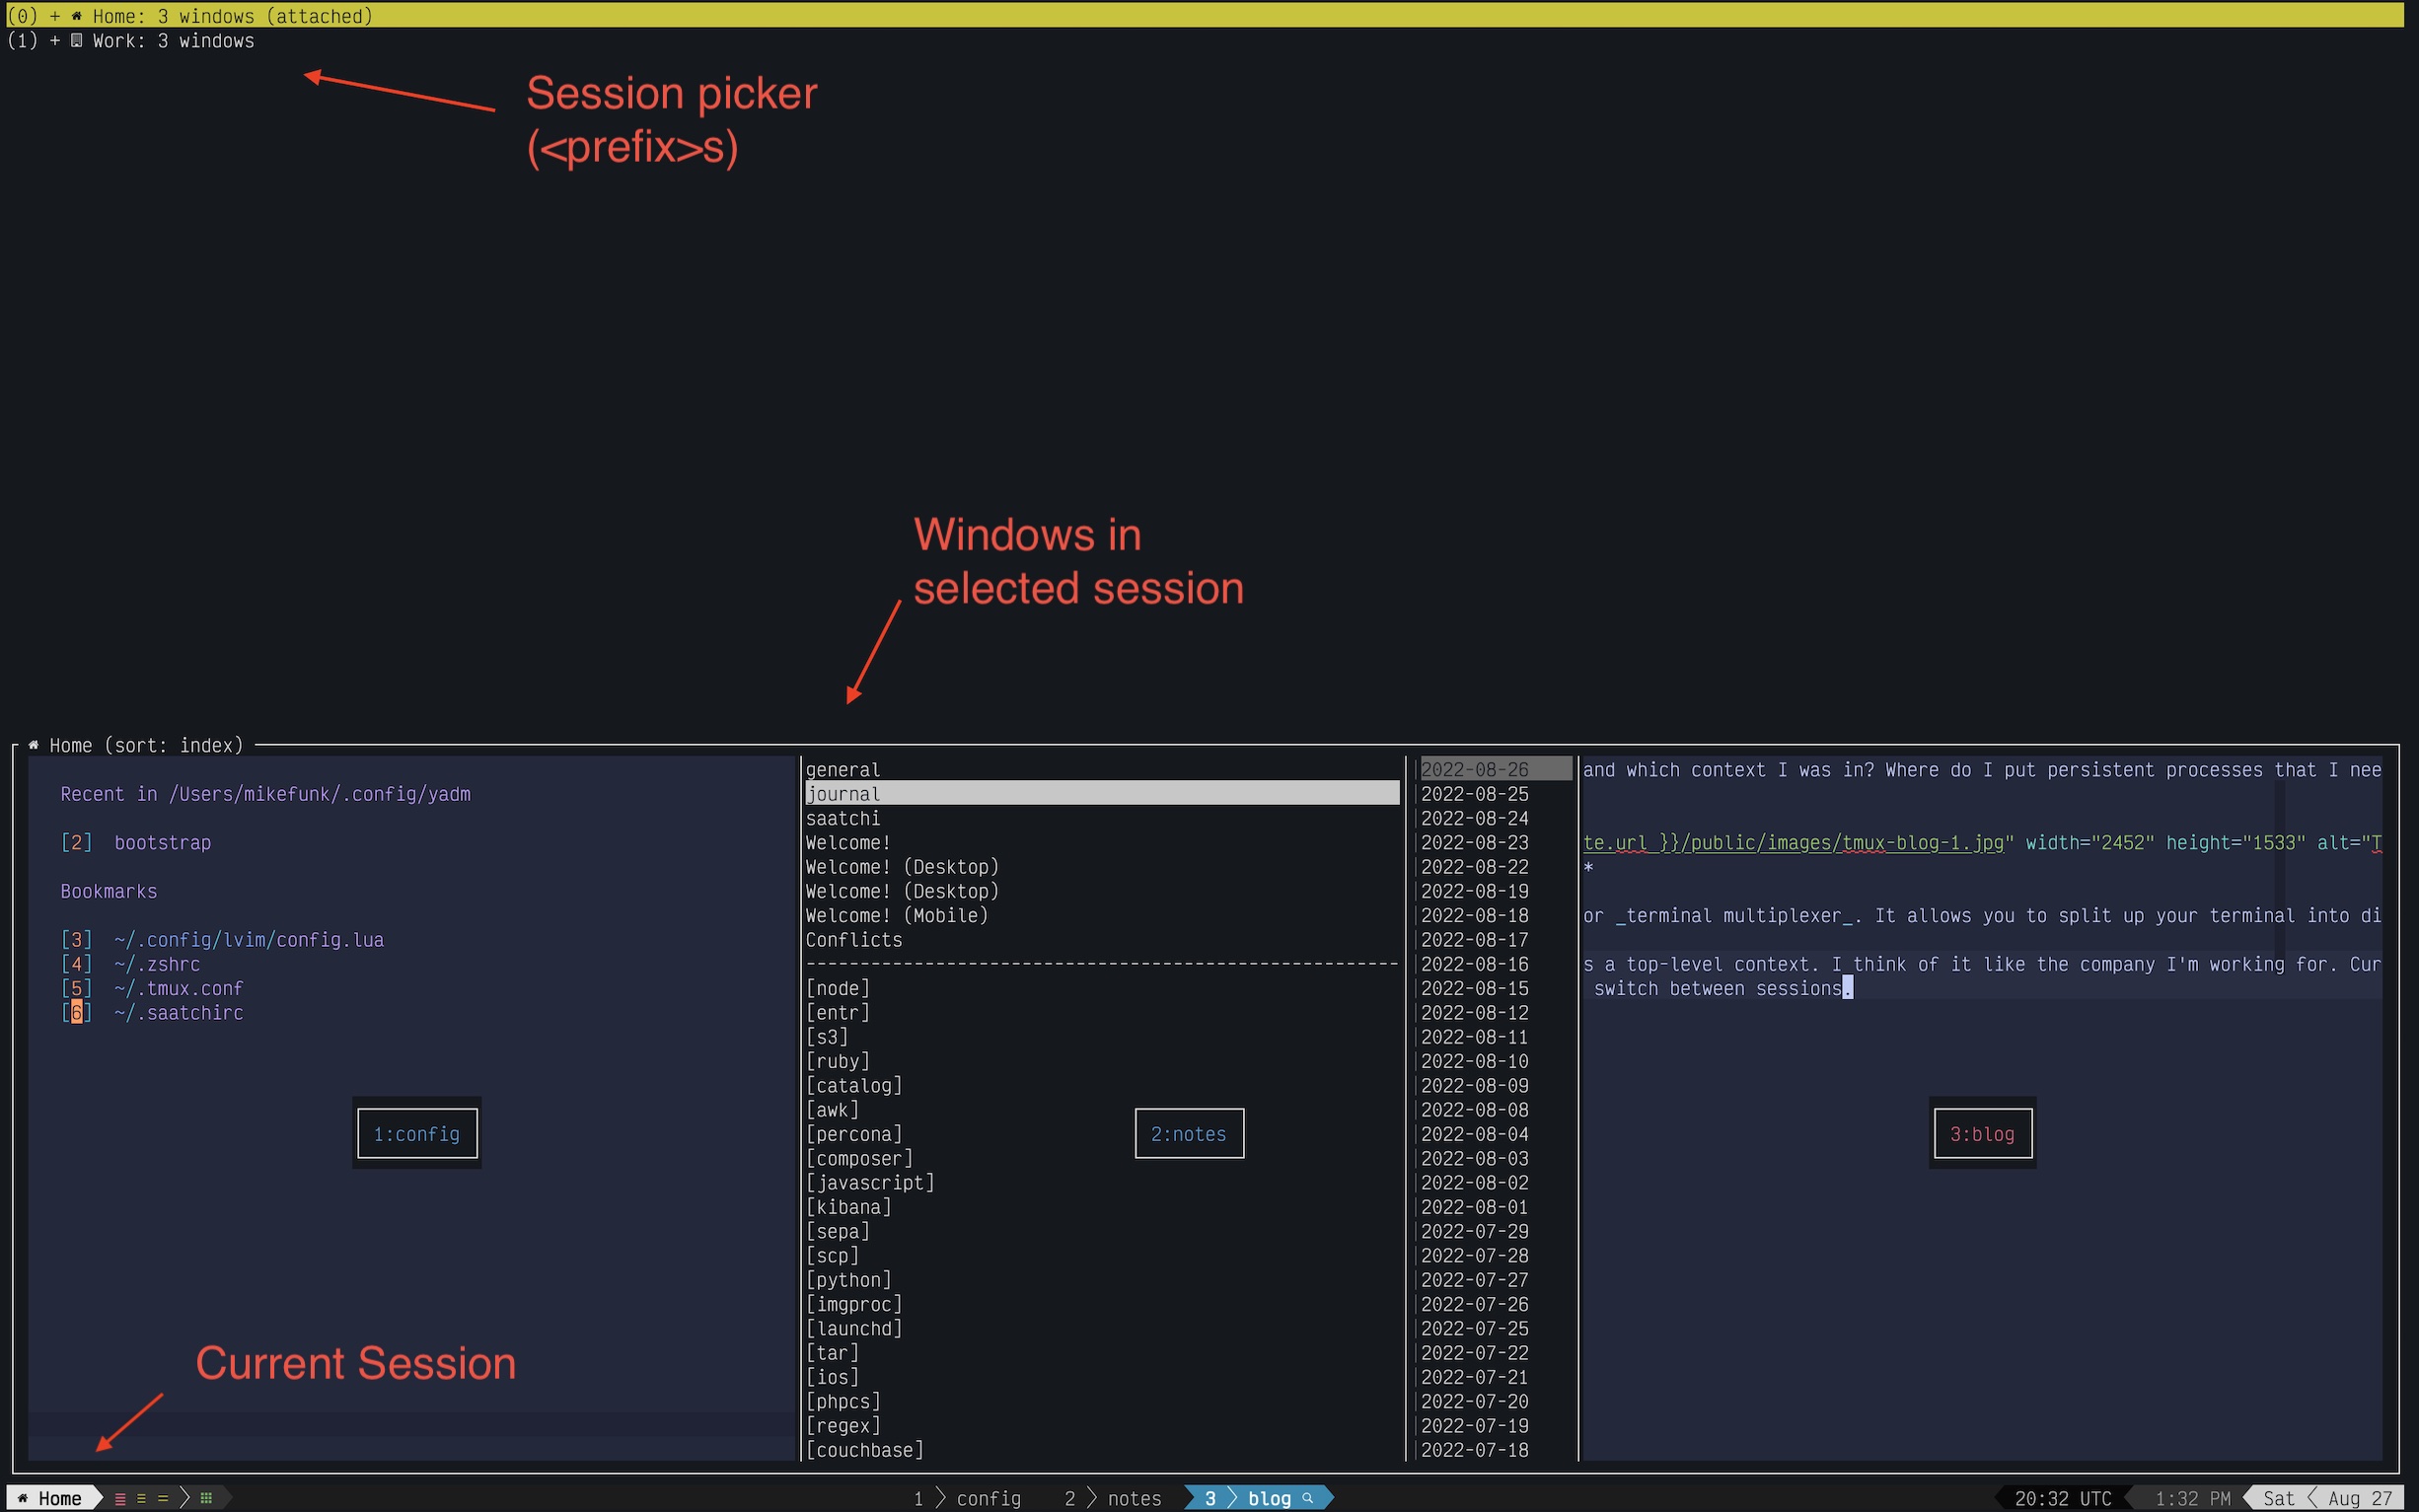 (0) + Home: 3 windows (attached)
(1) + Work: 3 windows
Session picker
(<prefix>s)
Windows in
selected session
Home (sort: index)
Recent in /Users/mikefunk/.config/yadm
[2] bootstrap
Bookmarks
[3] ~/.config/lvim/config.lua
[4] ~/.zshrc
[5] ~/.tmux.conf
[6] ~/.saatchirc
1:config
Current Session
general
journal
saatchi
Welcome!
Welcome! (Desktop)
Welcome! (Desktop)
Welcome! (Mobile)
Conflicts
--------------------------------------------------------
[node]
[entr]
[s3]
[ruby]
[catalog]
[awk]
[percona]
[composer]
[javascript]
[kibana]
[sepa]
[scp]
[python]
[imgproc]
[launchd]
[tar]
[ios]
[phpcs]
[regex]
[couchbase]
2:notes
2022-08-26
2022-08-25
2022-08-24
2022-08-23
2022-08-22
2022-08-19
2022-08-18
2022-08-17
2022-08-16
2022-08-15
2022-08-12
2022-08-11
2022-08-10
2022-08-09
2022-08-08
2022-08-04
2022-08-03
2022-08-02
2022-08-01
2022-07-29
2022-07-28
2022-07-27
2022-07-26
2022-07-25
2022-07-22
2022-07-21
2022-07-20
2022-07-19
2022-07-18
and which context I was in? Where do I put persistent processes that I nee
te.url }}/public/images/tmux-blog-1.jpg" width="2452" height="1533" alt="T
*
or _terminal multiplexer_. It allows you to split up your terminal into di
s a top-level context. I think of it like the company I'm working for. Cur
switch between sessions.
3:blog
Home
1 config 2 notes 3 blog
20:32 UTC 1:32 PM Sat Aug 27